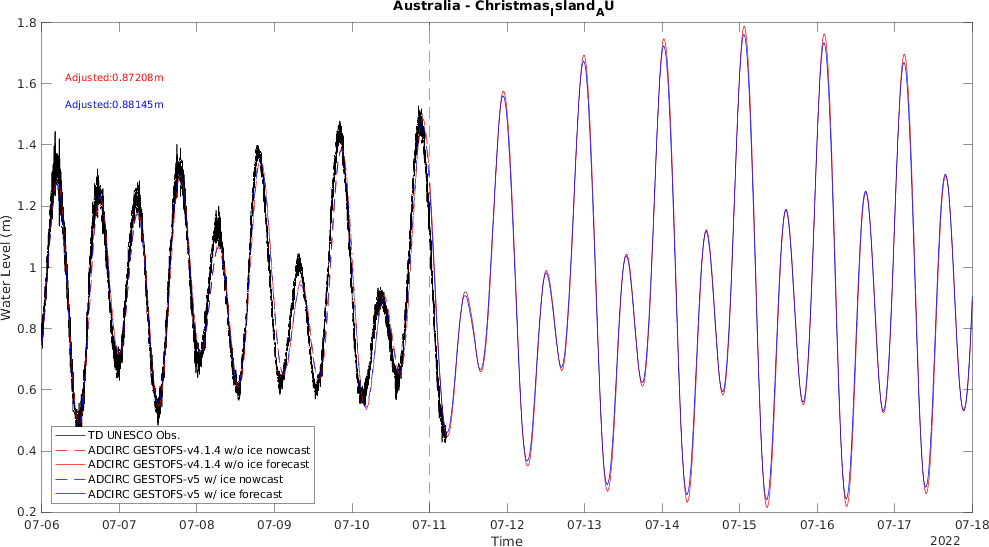 Australia - Christmas_Island_AU
1.8
1.6
1.4
1.2
1
0.8
0.6
0.4
0.2
Water Level (m)
Adjusted:0.87208m
Adjusted:0.88145m
TD UNESCO Obs.
ADCIRC GESTOFS-v4.1.4 w/o ice nowcast
ADCIRC GESTOFS-v4.1.4 w/o ice forecast
ADCIRC GESTOFS-v5 w/ ice nowcast
ADCIRC GESTOFS-v5 w/ ice forecast
07-06 07-07 07-08 07-09 07-10 07-11 07-12 07-13 07-14 07-15 07-16 07-17 07-18
Time
2022